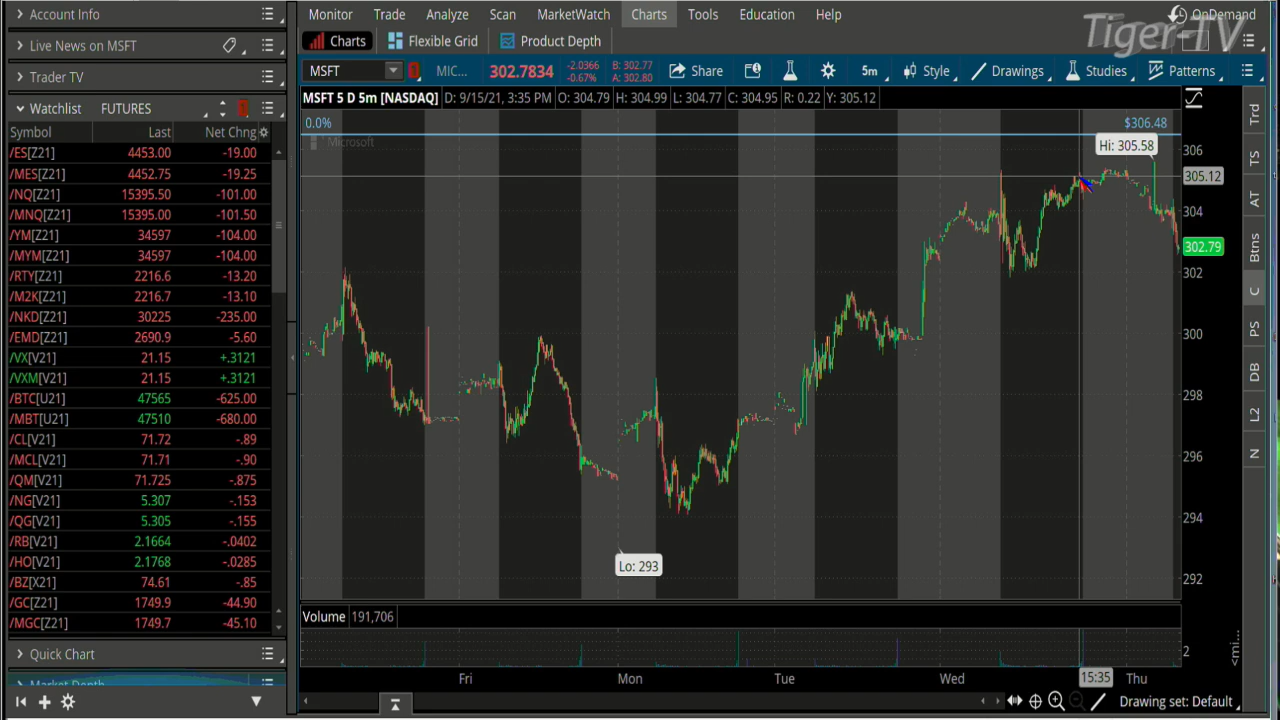 Account Info
Live News on MSFT
Trader TV
Watchlist FUTURES
Symbol Last Net Chng
/ES[Z21] 4453.00 -19.00
/MES[Z21] 4452.75 -19.25
/NQ[Z21] 15395.50 -101.00
/MNQ[Z21] 15395.00 -101.50
/YM[Z21] 34597 -104.00
/MYM[Z21] 34597 -104.00
/RTY[Z21] 2216.6 -13.20
/M2K[Z21] 2216.7 -13.10
/NKD[Z21] 30225 -235.00
/EMD[Z21] 2690.9 -5.60
/VX[V21] 21.15 +.3121
/VXM[V21] 21.15 +.3121
/BTC[U21] 47565 -625.00
/MBT[U21] 47510 -680.00
/CL[V21] 71.72 -.89
/MCL[V21] 71.71 -.90
/QM[V21] 71.725 -.875
/NG[V21] 5.307 -.153
/QG[V21] 5.305 -.155
/RB[V21] 2.1664 -.0402
/HO[V21] 2.1768 -.0285
/BZ[X21] 74.61 -.85
/GC[Z21] 1749.9 -44.90
/MGC[Z21] 1749.7 -45.10
Quick Chart
Market Depth
Monitor Trade Analyze Scan MarketWatch Charts Tools Education Help
OnDemand
Tiger-TV
Charts Flexible Grid Product Depth
MSFT 1 MIC... 302.7834 -2.0366 -0.67% B: 302.77 A: 302.80 Share 5m Style Drawings Studies Patterns
MSFT 5 D 5m [NASDAQ] D: 9/15/21, 3:35 PM O: 304.79 H: 304.99 L: 304.77 C: 304.95 R: 0.22 Y: 305.12
0.0% $306.48
Microsoft
Hi: 305.58
306
305.12
304
302.79
302
300
298
296
294
292
Lo: 293
Volume 191,706
2
<mi...
Fri Mon Tue Wed 15:35 Thu
Drawing set: Default
Trd
TS
AT
Btns
C
PS
DB
L2
N